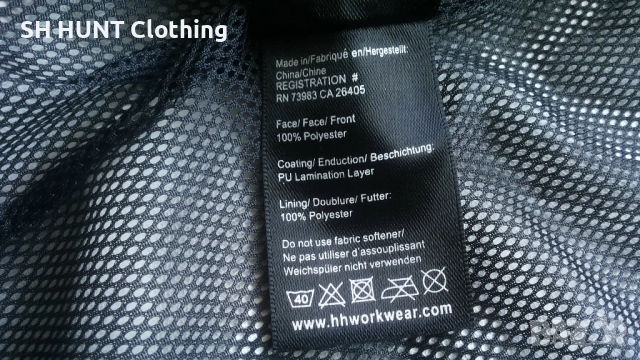 SH HUNT Clothing
Made in/Fabriqué en/Hergestellt:
China/Chine
REGISTRATION #
RN 73983 CA 26405
Face/ Face/ Front
100% Polyester
Coating/ Enduction/ Beschichtung:
PU Lamination Layer
Lining/ Doublure/ Futter:
100% Polyester
Do not use fabric softener/
Ne pas utiliser d'assouplissant
Weichspüler nicht verwenden
40
www.hhworkwear.com